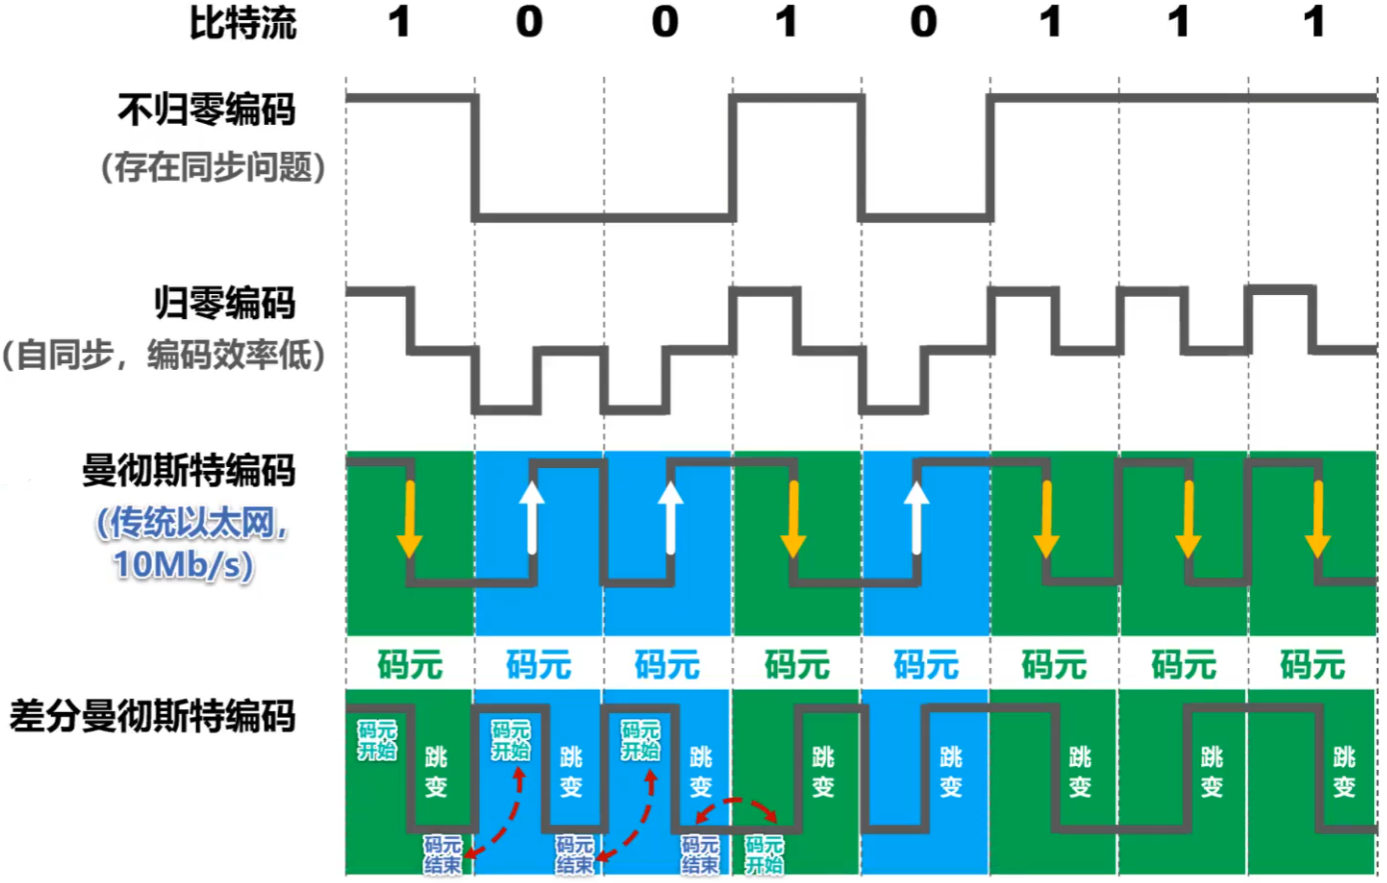 比特流 1 0 0 1 0 1 1 1
不归零编码
(存在同步问题)
归零编码
(自同步，编码效率低)
曼彻斯特编码
(传统以太网，
10Mb/s)
码元 码元 码元 码元 码元 码元 码元 码元
差分曼彻斯特编码
码元 码元 码元
开始 开始 开始
跳 跳 跳 跳 跳 跳 跳 跳
变 变 变 变 变 变 变 变
码元 码元 码元 码元
结束 结束 结束 开始